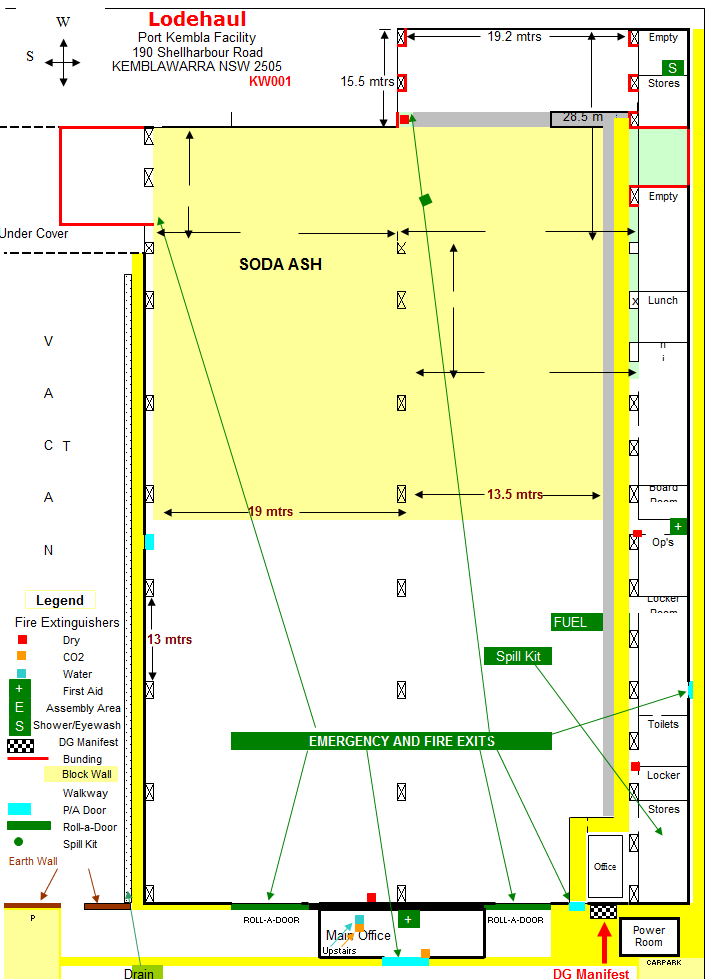 Lodehaul
Port Kembla Facility
190 Shellharbour Road
KEMBLAWARRA NSW 2505
KW001
W
S
19.2 mtrs
15.5 mtrs
28.5 m
Empty
S
Stores
Empty
Under Cover
SODA ASH
X Lunch
V
A
C T
A
N
13.5 mtrs
19 mtrs
Board
Room
+
Op's
Locker
Room
13 mtrs
FUEL
Spill Kit
EMERGENCY AND FIRE EXITS
Toilets
Locker
Stores
Office
Legend
Fire Extinguishers
Dry
CO2
Water
+ First Aid
E Assembly Area
S Shower/Eyewash
DG Manifest
Bunding
Block Wall
Walkway
P/A Door
Roll-a-Door
Spill Kit
Earth Wall
P
ROLL-A-DOOR
+
ROLL-A-DOOR
Main Office
Upstairs
Power
Room
CARPARK
Drain
DG Manifest